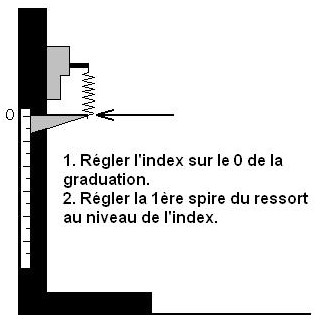 0
1. Régler l'index sur le 0 de la
graduation.
2. Régler la 1ère spire du ressort
au niveau de l'index.